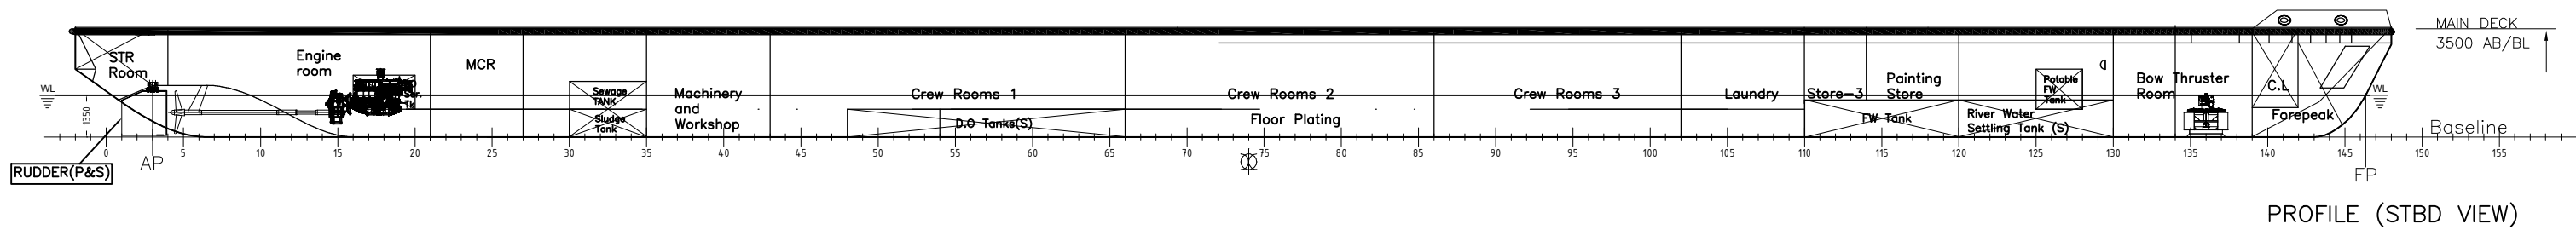 MAIN DECK
3500 AB/BL
STR
Room
Engine
room
MCR
Sewage
TANK
Sludge
Tank
Machinery
and
Workshop
Crew Rooms 1
D.O Tanks(S)
Crew Rooms 2
Floor Plating
Crew Rooms 3
Laundry
Store-3
Painting
Store
FW-Tank
Potable
FW
Tank
River Water
Settling Tank (S)
Bow Thruster
Room
C.L
Forepeak
WL
WL
1350
Baseline
0 5 10 15 20 25 30 35 40 45 50 55 60 65 70 75 80 85 90 95 100 105 110 115 120 125 130 135 140 145 150 155
AP
FP
RUDDER(P&S)
PROFILE (STBD VIEW)